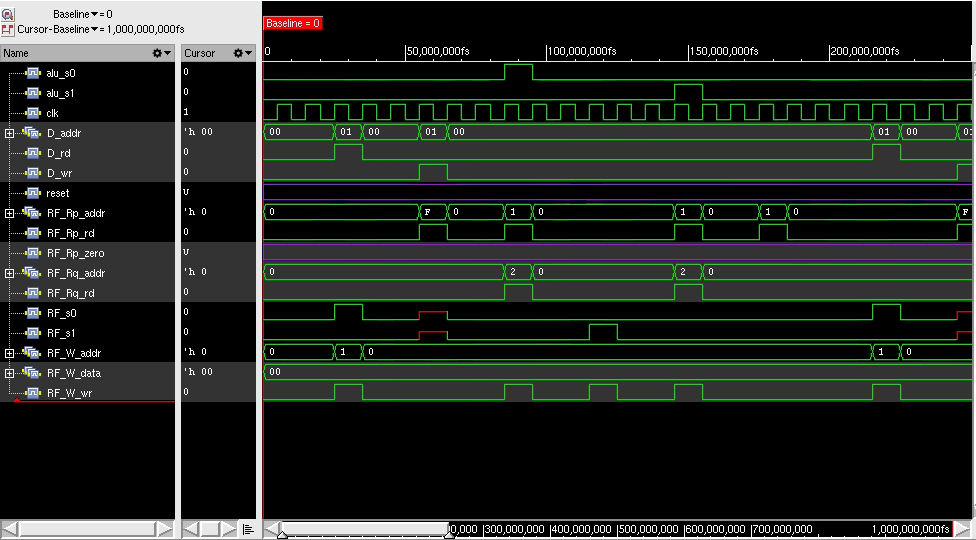 Baseline▼= 0
Cursor-Baseline▼= 1,000,000,000fs
Baseline = 0
Name Cursor 0 50,000,000fs 100,000,000fs 150,000,000fs 200,000,000fs
alu_s0 0
alu_s1 0
clk 1
D_addr 'h 00 00 01 00 01 00 01 00 01
D_rd 0
D_wr 0
reset U
RF_Rp_addr 'h 0 0 F 0 1 0 1 0 1 0 F
RF_Rp_rd 0
RF_Rp_zero U
RF_Rq_addr 'h 0 0 2 0 2 0
RF_Rq_rd 0
RF_s0 0
RF_s1 0
RF_W_addr 'h 0 0 1 0 1 0
RF_W_data 'h 00 00
RF_W_wr 0
00,000 300,000,000 400,000,000 500,000,000 600,000,000 700,000,000 1,000,000,000fs